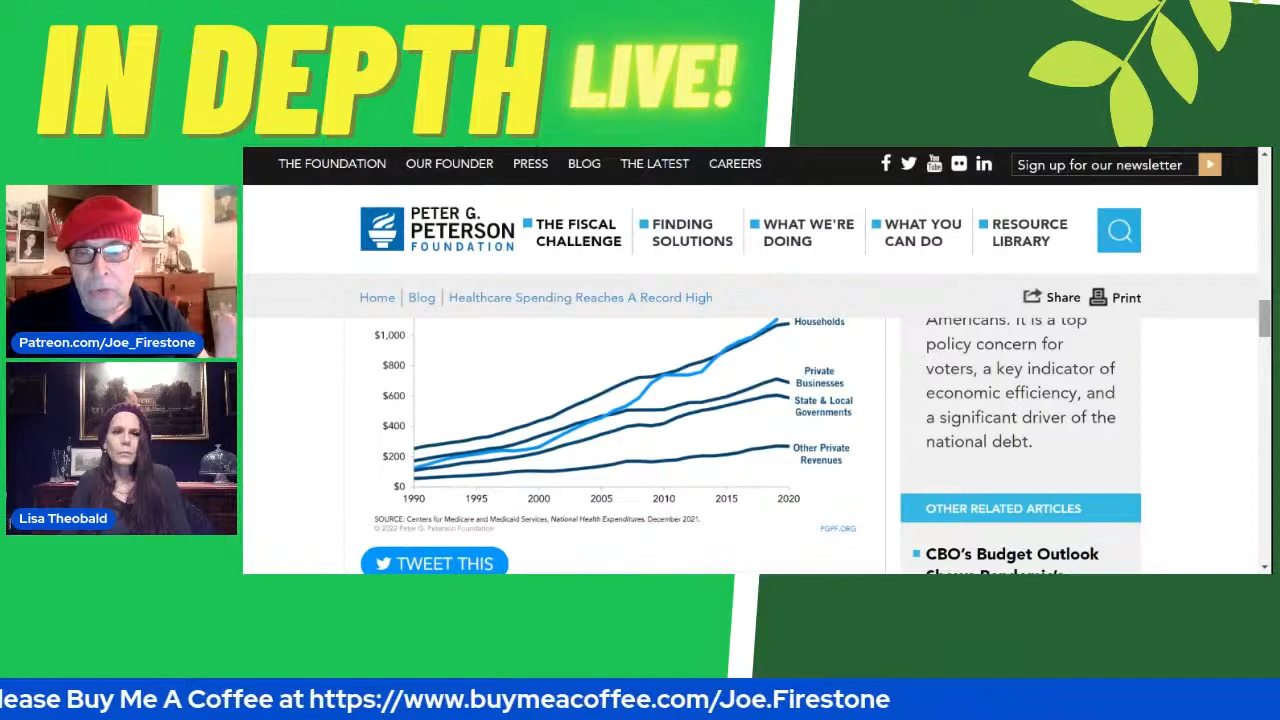 IN DEPTH LIVE!
THE FOUNDATION OUR FOUNDER PRESS BLOG THE LATEST CAREERS
Sign up for our newsletter
PETER G.
PETERSON
FOUNDATION
THE FISCAL
CHALLENGE
FINDING
SOLUTIONS
WHAT WE'RE
DOING
WHAT YOU
CAN DO
RESOURCE
LIBRARY
Home Blog Healthcare Spending Reaches A Record High
Share Print
Patreon.com/Joe_Firestone
Lisa Theobald
$1,000
$800
$600
$400
$200
$0
1990 1995 2000 2005 2010 2015 2020
Households
Private
Businesses
State & Local
Governments
Other Private
Revenues
SOURCE: Centers for Medicare and Medicaid Services, National Health Expenditures, December 2021.
© 2022 Peter G. Peterson Foundation
PGPF.ORG
TWEET THIS
Americans. It is a top
policy concern for
voters, a key indicator of
economic efficiency, and
a significant driver of the
national debt.
OTHER RELATED ARTICLES
CBO's Budget Outlook
Shows Pandemic's
lease Buy Me A Coffee at https://www.buymeacoffee.com/Joe.Firestone